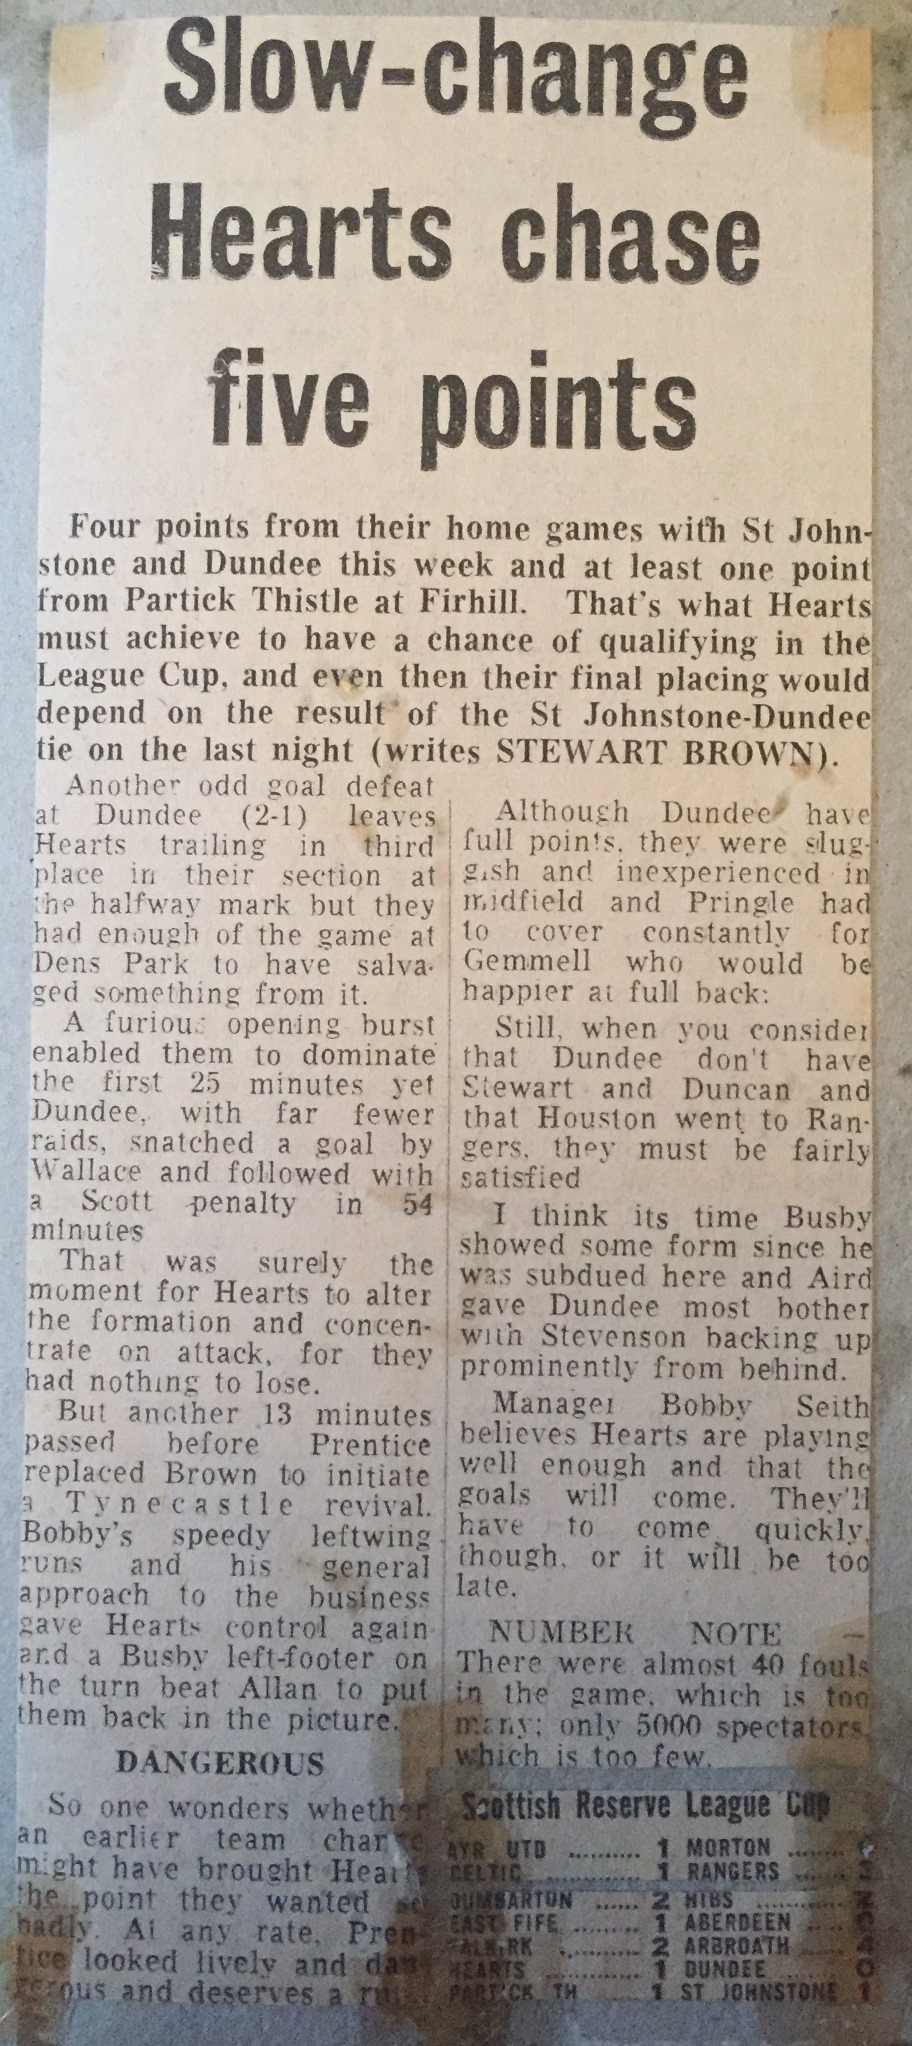 Slow-change
Hearts chase
five points
Four points from their home games with St John-
stone and Dundee this week and at least one point
from Partick Thistle at Firhill. That's what Hearts
must achieve to have a chance of qualifying in the
League Cup, and even then their final placing would
depend on the result of the St Johnstone-Dundee
tie on the last night (writes STEWART BROWN).
Another odd goal defeat
at Dundee (2-1) leaves
Hearts trailing in third
place in their section at
the halfway mark but they
had enough of the game at
Dens Park to have salva-
ged something from it.
A furious opening burst
enabled them to dominate
the first 25 minutes yet
Dundee, with far fewer
raids, snatched a goal by
Wallace and followed with
a Scott penalty in 54
minutes
That was surely the
moment for Hearts to alter
the formation and concen-
trate on attack, for they
had nothing to lose.
But another 13 minutes
passed before Prentice
replaced Brown to initiate
a Tynecastle revival.
Bobby's speedy leftwing
runs and his general
approach to the business
gave Hearts control again
and a Busby left-footer on
the turn beat Allan to put
them back in the picture.
DANGEROUS
So one wonders whether
an earlier team change
might have brought Hearts
the point they wanted so
badly. At any rate, Pren-
tice looked lively and dan-
gerous and deserves a
Although Dundee have
full points, they were slug-
gish and inexperienced in
midfield and Pringle had
to cover constantly for
Gemmell who would be
happier at full back:
Still, when you consider
that Dundee don't have
Stewart and Duncan and
that Houston went to Ran-
gers, they must be fairly
satisfied
I think its time Busby
showed some form since he
was subdued here and Aird
gave Dundee most bother
with Stevenson backing up
prominently from behind.
Manager Bobby Seith
believes Hearts are playing
well enough and that the
goals will come. They'll
have to come quickly,
though, or it will be too
late.
NUMBER NOTE —
There were almost 40 fouls
in the game, which is too
many; only 5000 spectators,
which is too few.
Scottish Reserve League Cup
AYR UTD .......... 1 MORTON ......
CELTIC ............ 1 RANGERS ......
DUMBARTON ...... 2 HIBS .......... 2
EAST FIFE ......... 1 ABERDEEN ..... 0
FALKIRK .......... 2 ARBROATH ..... 4
HEARTS ............ 1 DUNDEE ....... 0
PARTICK TH ...... 1 ST JOHNSTONE 1